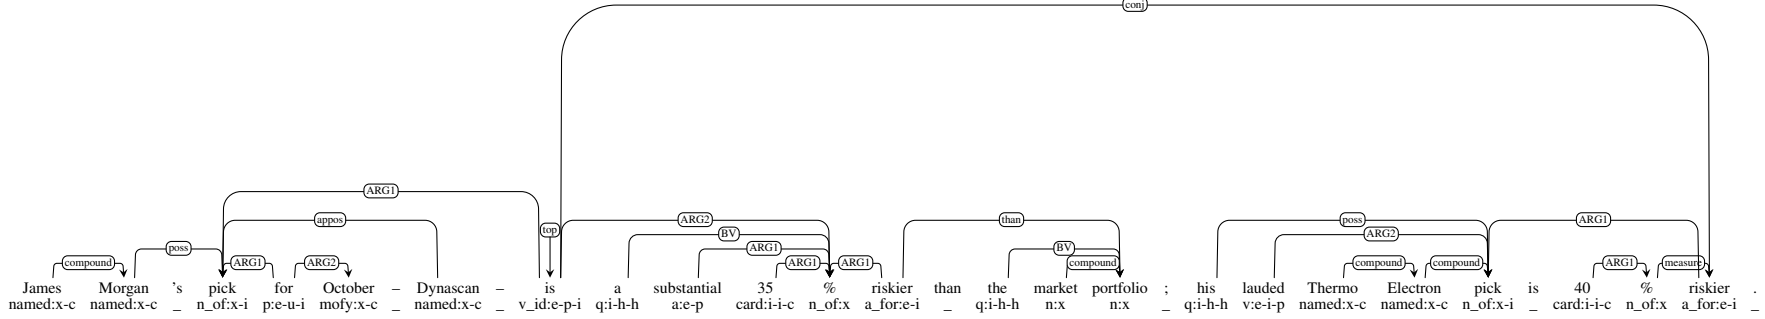 conj
ARG1
appos ARG2 than poss ARG1
top
BV ARG2
poss ARG1 BV
compound ARG1 ARG2 ARG1 ARG1 compound compound compound ARG1 measure
James Morgan 's pick for October – Dynascan – is a substantial 35 % riskier than the market portfolio ; his lauded Thermo Electron pick is 40 % riskier .
named:x-c named:x-c _ n_of:x-i p:e-u-i mofy:x-c _ named:x-c _ v_id:e-p-i q:i-h-h a:e-p card:i-i-c n_of:x a_for:e-i _ q:i-h-h n:x n:x _ q:i-h-h v:e-i-p named:x-c named:x-c n_of:x-i _ card:i-i-c n_of:x a_for:e-i _